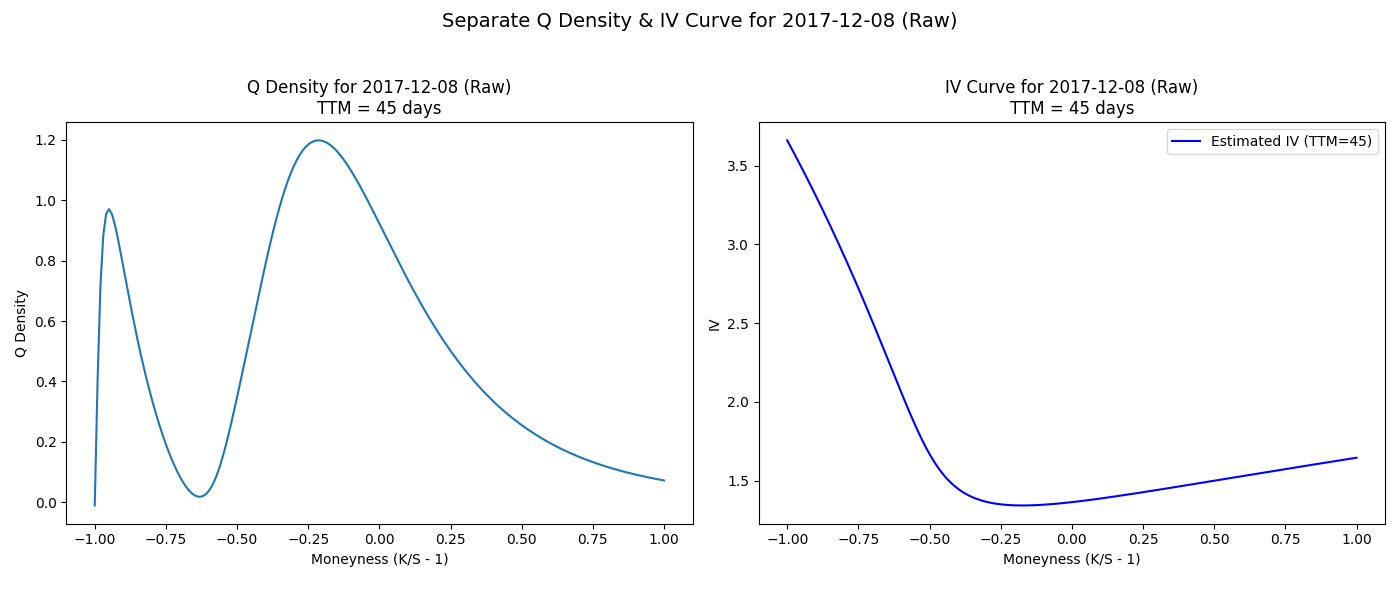 Separate Q Density & IV Curve for 2017-12-08 (Raw)
Q Density for 2017-12-08 (Raw)
TTM = 45 days
1.2
1.0
0.8
0.6
0.4
0.2
0.0
Q Density
−1.00 −0.75 −0.50 −0.25 0.00 0.25 0.50 0.75 1.00
Moneyness (K/S - 1)
IV Curve for 2017-12-08 (Raw)
TTM = 45 days
Estimated IV (TTM=45)
3.5
3.0
2.5
2.0
1.5
IV
−1.00 −0.75 −0.50 −0.25 0.00 0.25 0.50 0.75 1.00
Moneyness (K/S - 1)